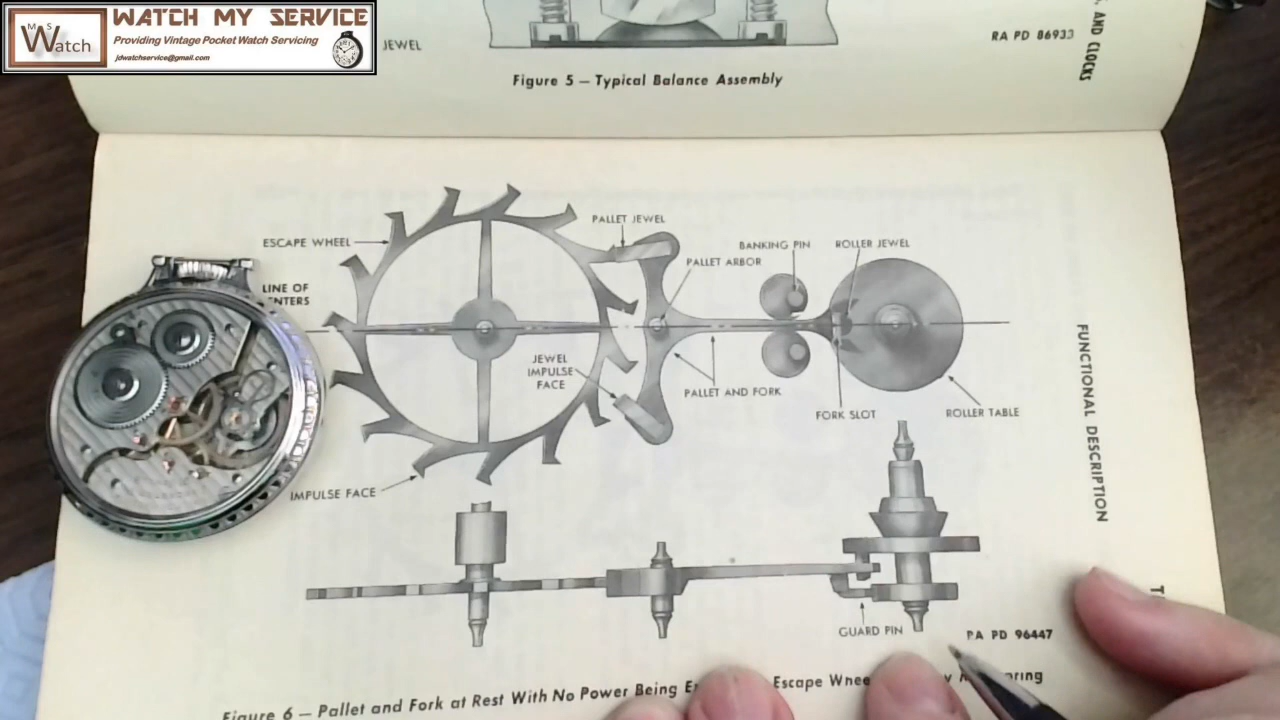 M S
Watch
WATCH MY SERVICE
Providing Vintage Pocket Watch Servicing
jdwatchservice@gmail.com
JEWEL
RA PD 86933
AND CLOCKS
Figure 5 — Typical Balance Assembly
PALLET JEWEL
ESCAPE WHEEL
BANKING PIN
ROLLER JEWEL
PALLET ARBOR
LINE OF
JEWEL
IMPULSE
FACE
PALLET AND FORK
FORK SLOT
ROLLER TABLE
FUNCTIONAL DESCRIPTION
IMPULSE FACE
GUARD PIN
PA PD 96447
Figure 6 — Pallet and Fork at Rest With No Power Being Escape